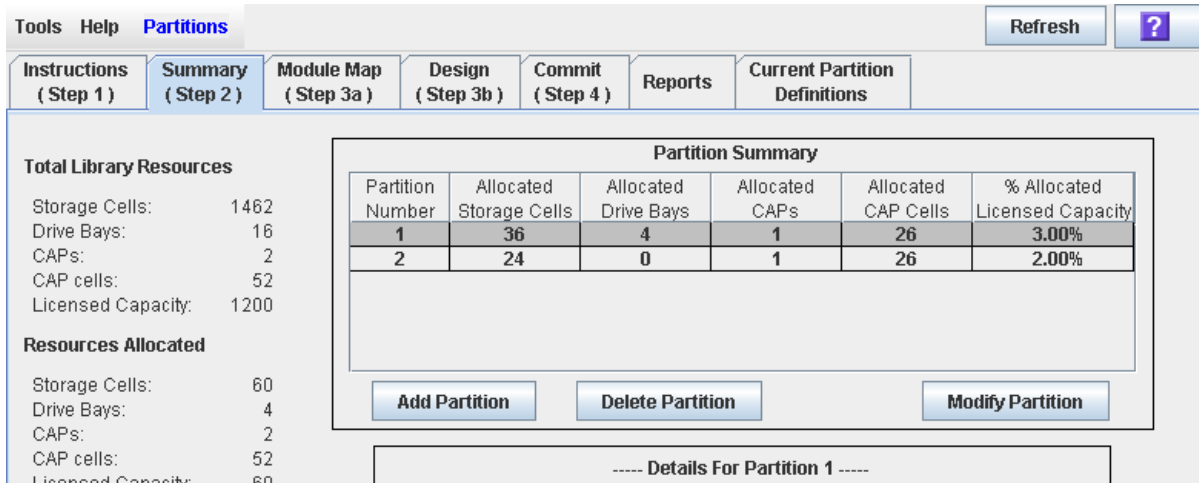 Tools Help Partitions Refresh ?
Instructions Summary Module Map Design Commit Reports Current Partition
( Step 1 ) ( Step 2 ) ( Step 3a ) ( Step 3b ) ( Step 4 ) Definitions
Total Library Resources
Storage Cells: 1462
Drive Bays: 16
CAPs: 2
CAP cells: 52
Licensed Capacity: 1200
Resources Allocated
Storage Cells: 60
Drive Bays: 4
CAPs: 2
CAP cells: 52
Licensed Capacity: 60
Partition Summary
Partition Allocated Allocated Allocated Allocated % Allocated
Number Storage Cells Drive Bays CAPs CAP Cells Licensed Capacity
1 36 4 1 26 3.00%
2 24 0 1 26 2.00%
Add Partition Delete Partition Modify Partition
----- Details For Partition 1 -----